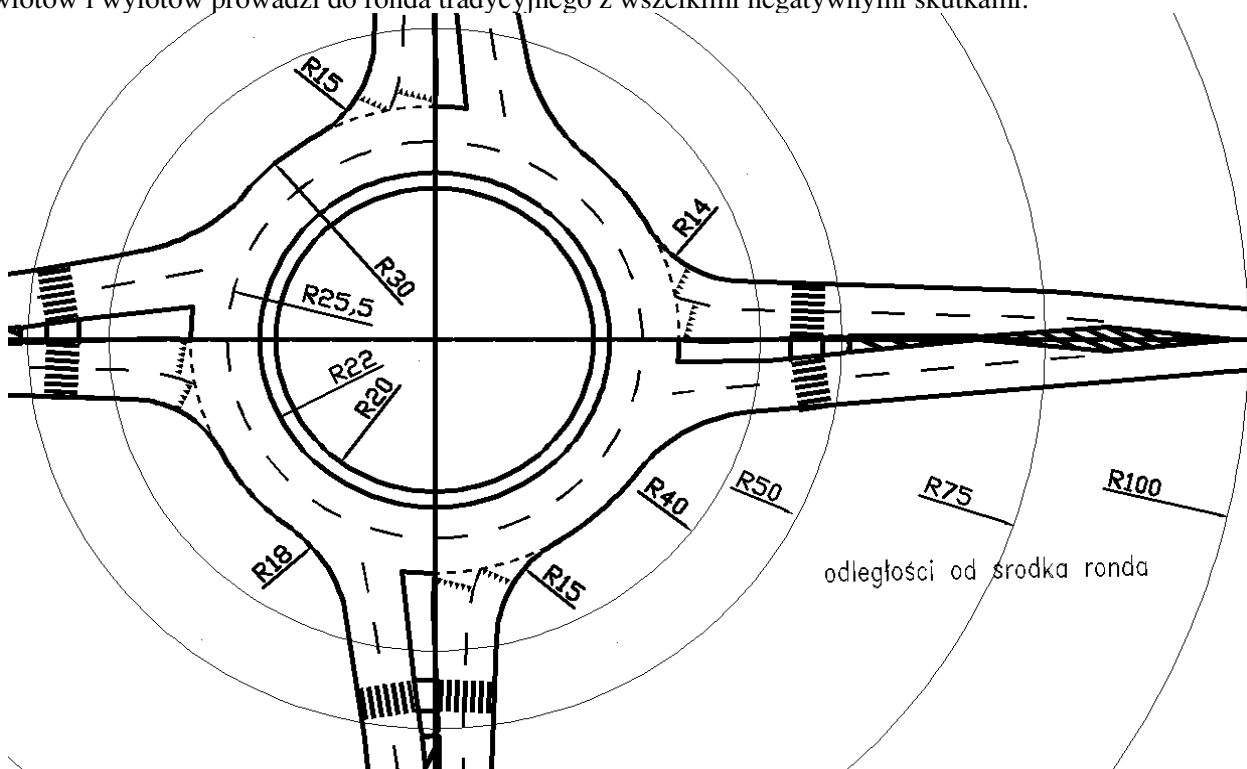 wlotów i wylotów prowadzi do ronda tradycyjnego z wszelkimi negatywnymi skutkami.
R15
R14
R30
R25,5
R22
R20
R40
R50
R75
R100
R18
R15
odległości od środka ronda